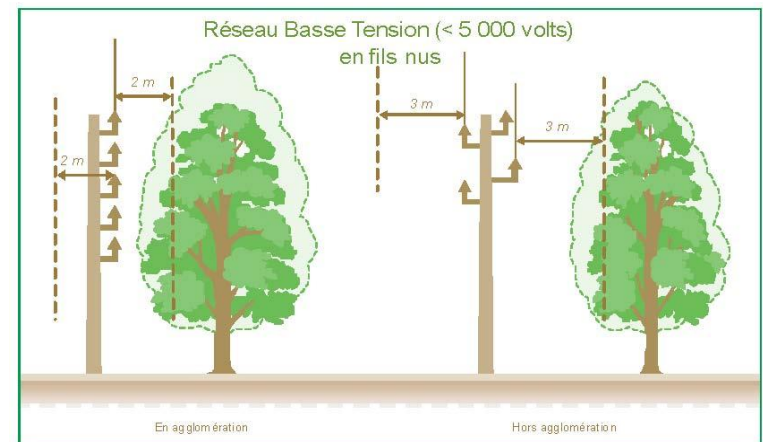 Réseau Basse Tension (< 5 000 volts)
en fils nus
2 m
2 m
3 m
3 m
En agglomération
Hors agglomération